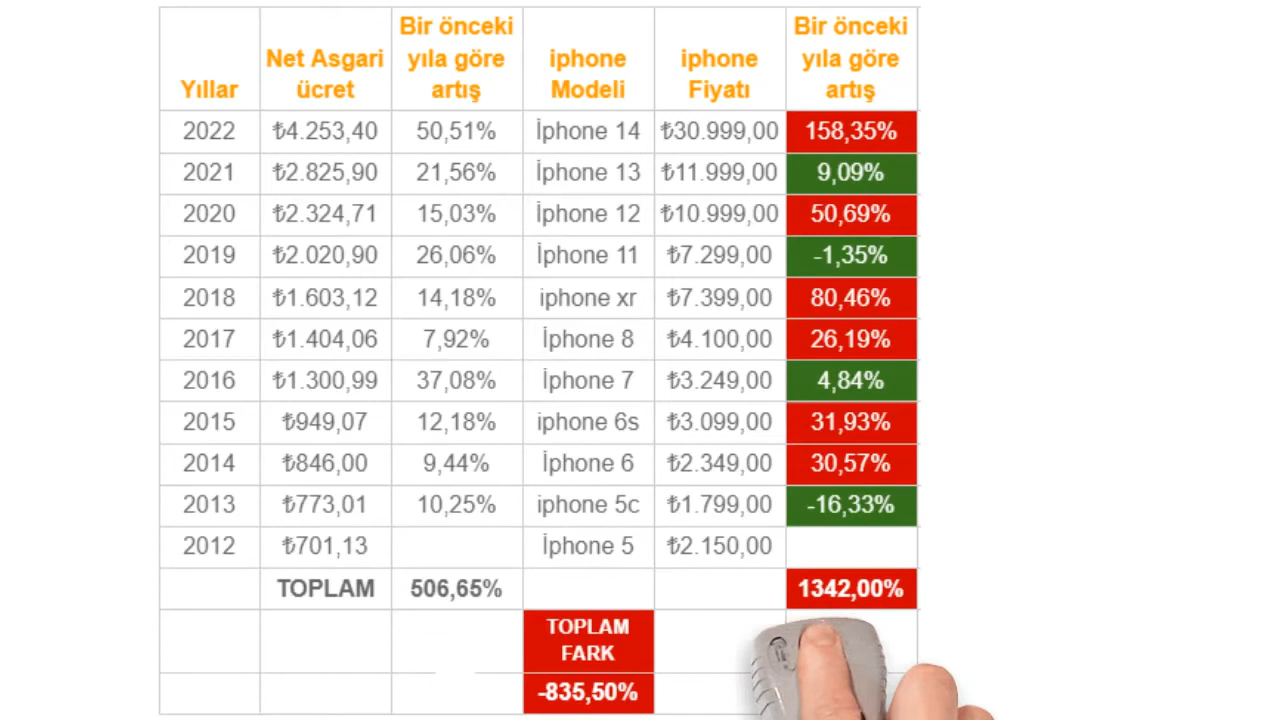 Yıllar Net Asgari ücret Bir önceki yıla göre artış iphone Modeli iphone Fiyatı Bir önceki yıla göre artış
2022 ₺4.253,40 50,51% İphone 14 ₺30.999,00 158,35%
2021 ₺2.825,90 21,56% İphone 13 ₺11.999,00 9,09%
2020 ₺2.324,71 15,03% İphone 12 ₺10.999,00 50,69%
2019 ₺2.020,90 26,06% İphone 11 ₺7.299,00 -1,35%
2018 ₺1.603,12 14,18% iphone xr ₺7.399,00 80,46%
2017 ₺1.404,06 7,92% İphone 8 ₺4.100,00 26,19%
2016 ₺1.300,99 37,08% İphone 7 ₺3.249,00 4,84%
2015 ₺949,07 12,18% iphone 6s ₺3.099,00 31,93%
2014 ₺846,00 9,44% İphone 6 ₺2.349,00 30,57%
2013 ₺773,01 10,25% iphone 5c ₺1.799,00 -16,33%
2012 ₺701,13 İphone 5 ₺2.150,00
TOPLAM 506,65% 1342,00%
TOPLAM
FARK
-835,50%